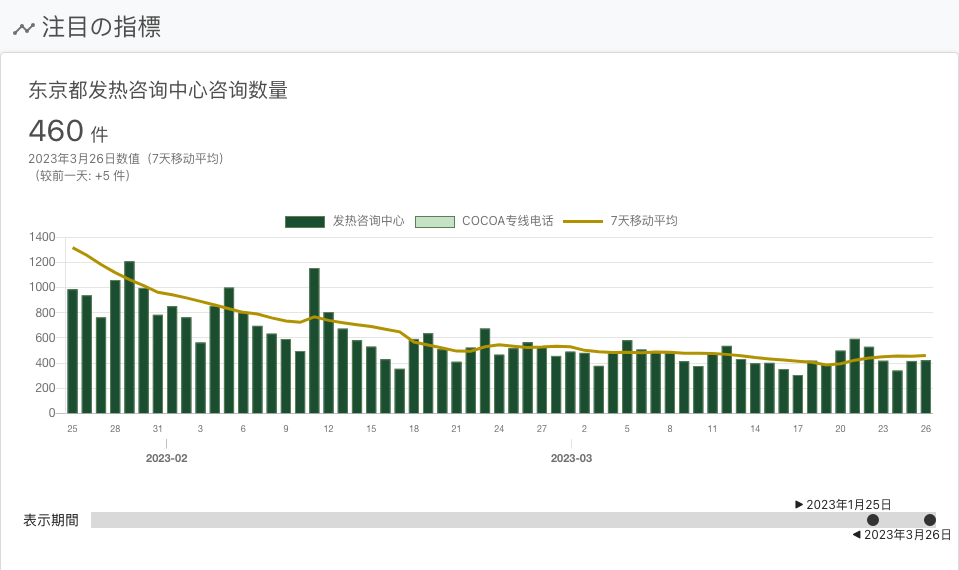 注目の指標
东京都发热咨询中心咨询数量
460 件
2023年3月26日数值（7天移动平均）
（较前一天: +5 件）
发热咨询中心 COCOA专线电话 7天移动平均
1400
1200
1000
800
600
400
200
0
25 28 31 3 6 9 12 15 18 21 24 27 2 5 8 11 14 17 20 23 26
2023-02 2023-03
▶ 2023年1月25日
表示期間
◀ 2023年3月26日